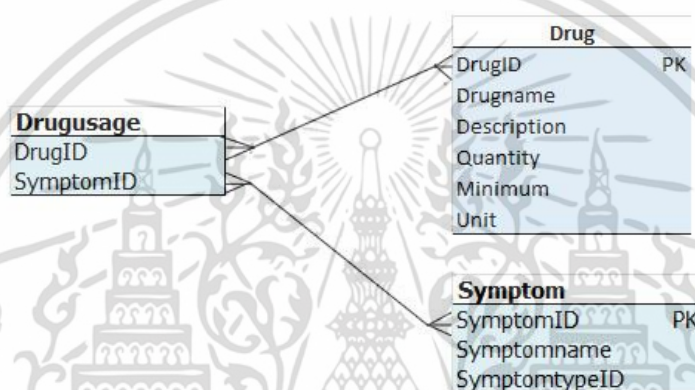 Drugusage
DrugID
SymptomID
Drug
DrugID PK
Drugname
Description
Quantity
Minimum
Unit
Symptom
SymptomID PK
Symptomname
SymptomtypeID